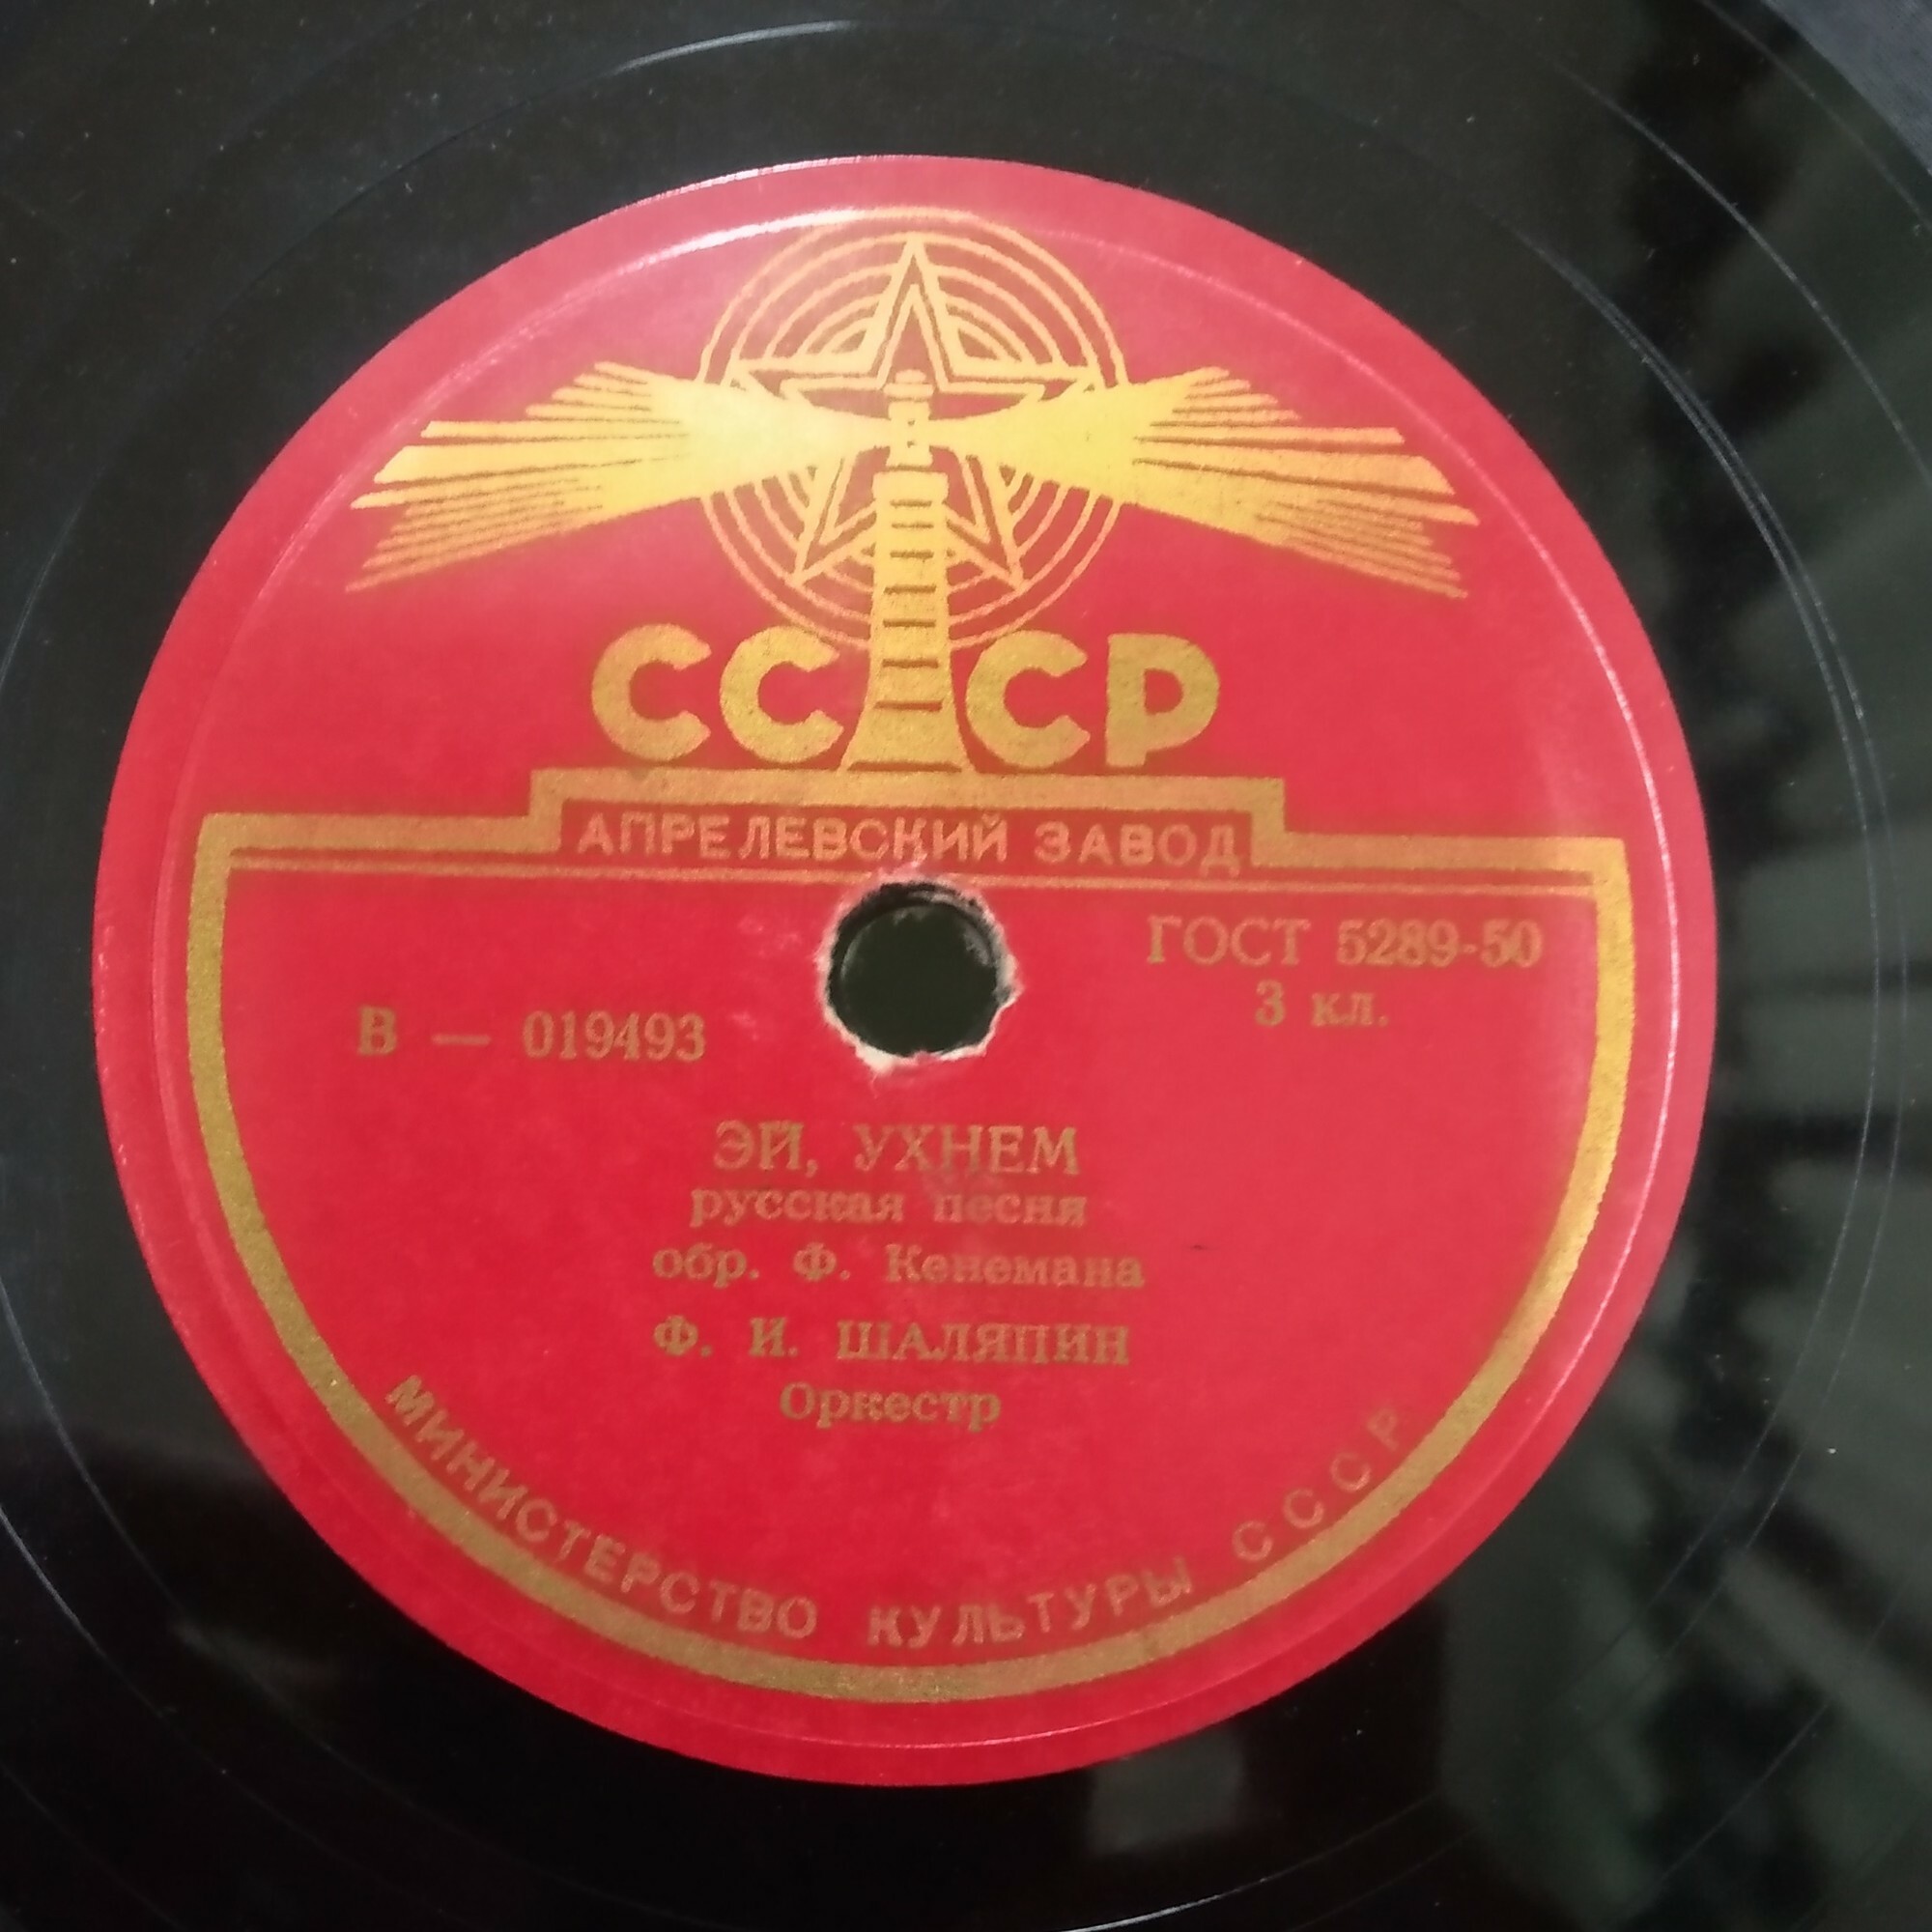 СССР
АПРЕЛЕВСКИЙ ЗАВОД
ГОСТ 5289-50
3 кл.
В — 019493
ЭЙ, УХНЕМ
русская песня
обр. Ф. Кенемана
Ф. И. ШАЛЯПИН
Оркестр
МИНИСТЕРСТВО КУЛЬТУРЫ СССР